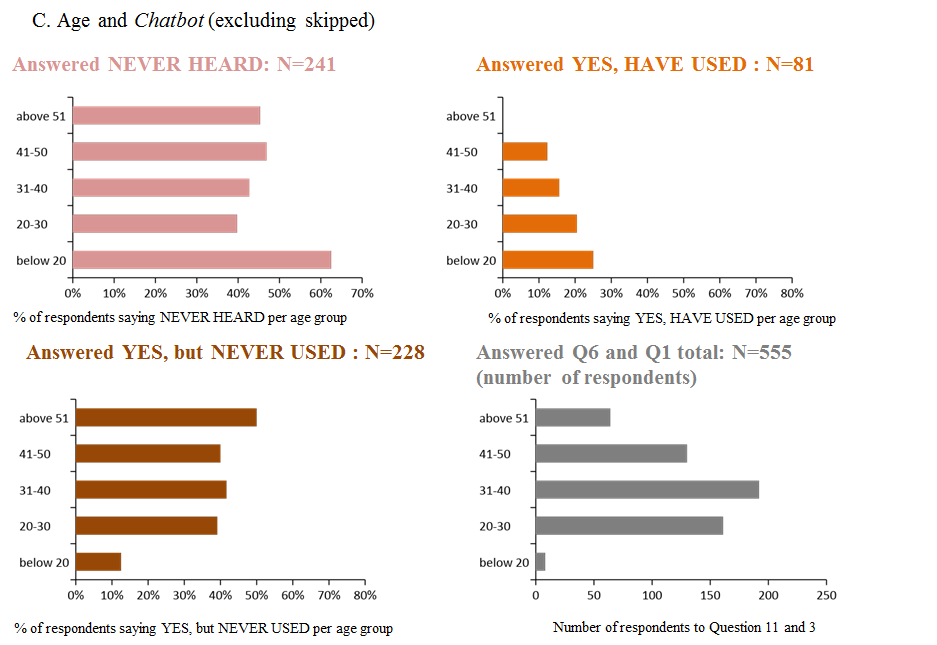 C. Age and Chatbot (excluding skipped)
Answered NEVER HEARD: N=241
above 51
41-50
31-40
20-30
below 20
0% 10% 20% 30% 40% 50% 60% 70%
% of respondents saying NEVER HEARD per age group
Answered YES, HAVE USED : N=81
above 51
41-50
31-40
20-30
below 20
0% 10% 20% 30% 40% 50% 60% 70% 80%
% of respondents saying YES, HAVE USED per age group
Answered YES, but NEVER USED : N=228
above 51
41-50
31-40
20-30
below 20
0% 10% 20% 30% 40% 50% 60% 70% 80%
% of respondents saying YES, but NEVER USED per age group
Answered Q6 and Q1 total: N=555
(number of respondents)
above 51
41-50
31-40
20-30
below 20
0 50 100 150 200 250
Number of respondents to Question 11 and 3